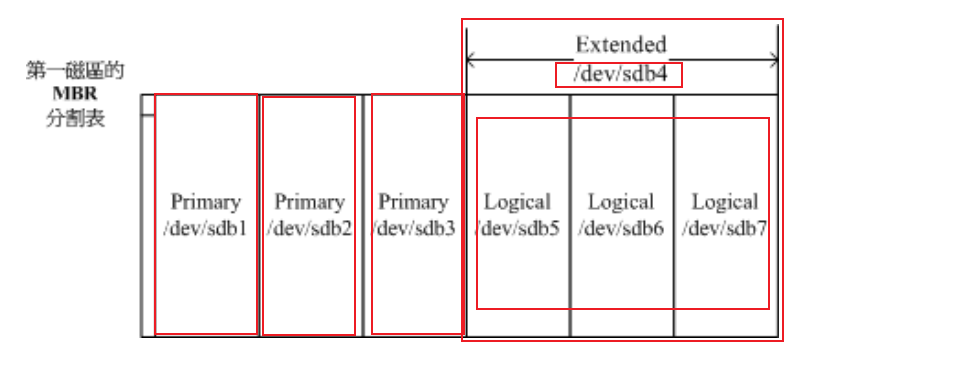 第一磁區的
MBR
分割表
Extended
/dev/sdb4
Primary
/dev/sdb1
Primary
/dev/sdb2
Primary
/dev/sdb3
Logical
/dev/sdb5
Logical
/dev/sdb6
Logical
/dev/sdb7